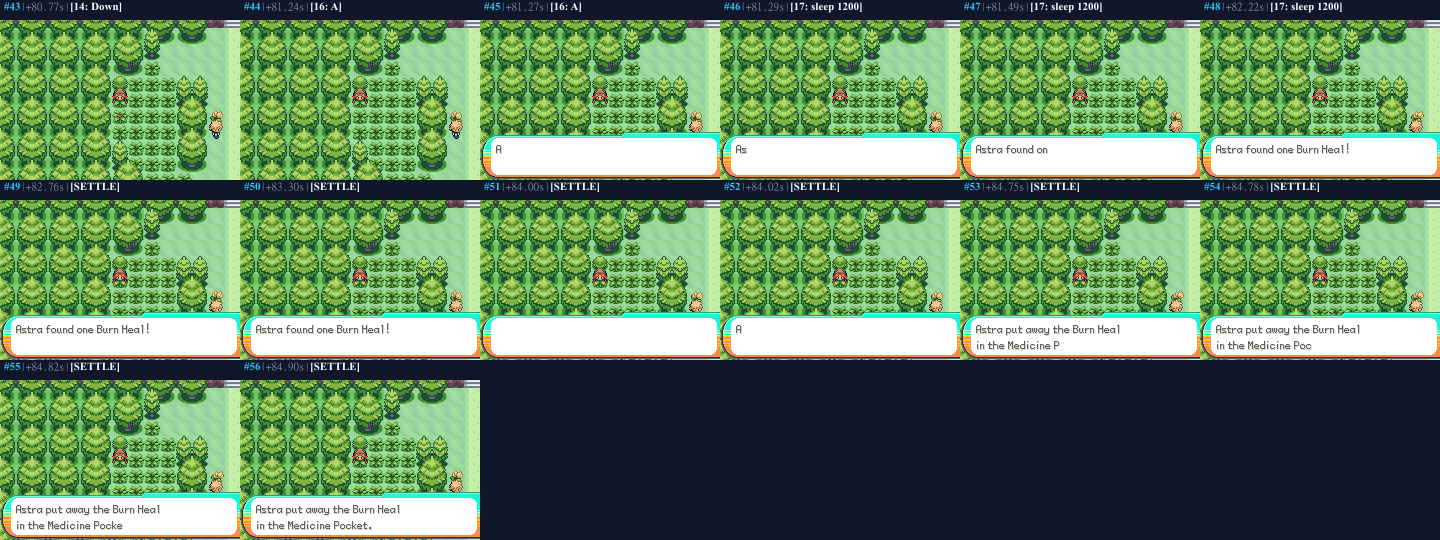 #43|+80.77s|[14: Down]
#44|+81.24s|[16: A]
#45|+81.27s|[16: A]
#46|+81.29s|[17: sleep 1200]
#47|+81.49s|[17: sleep 1200]
#48|+82.22s|[17: sleep 1200]
A
As
Astra found on
Astra found one Burn Heal!
#49|+82.76s|[SETTLE]
#50|+83.30s|[SETTLE]
#51|+84.00s|[SETTLE]
#52|+84.02s|[SETTLE]
#53|+84.75s|[SETTLE]
#54|+84.78s|[SETTLE]
Astra found one Burn Heal!
Astra found one Burn Heal!
A
Astra put away the Burn Heal
in the Medicine P
Astra put away the Burn Heal
in the Medicine Poc
#55|+84.82s|[SETTLE]
#56|+84.90s|[SETTLE]
Astra put away the Burn Heal
in the Medicine Pocke
Astra put away the Burn Heal
in the Medicine Pocket.